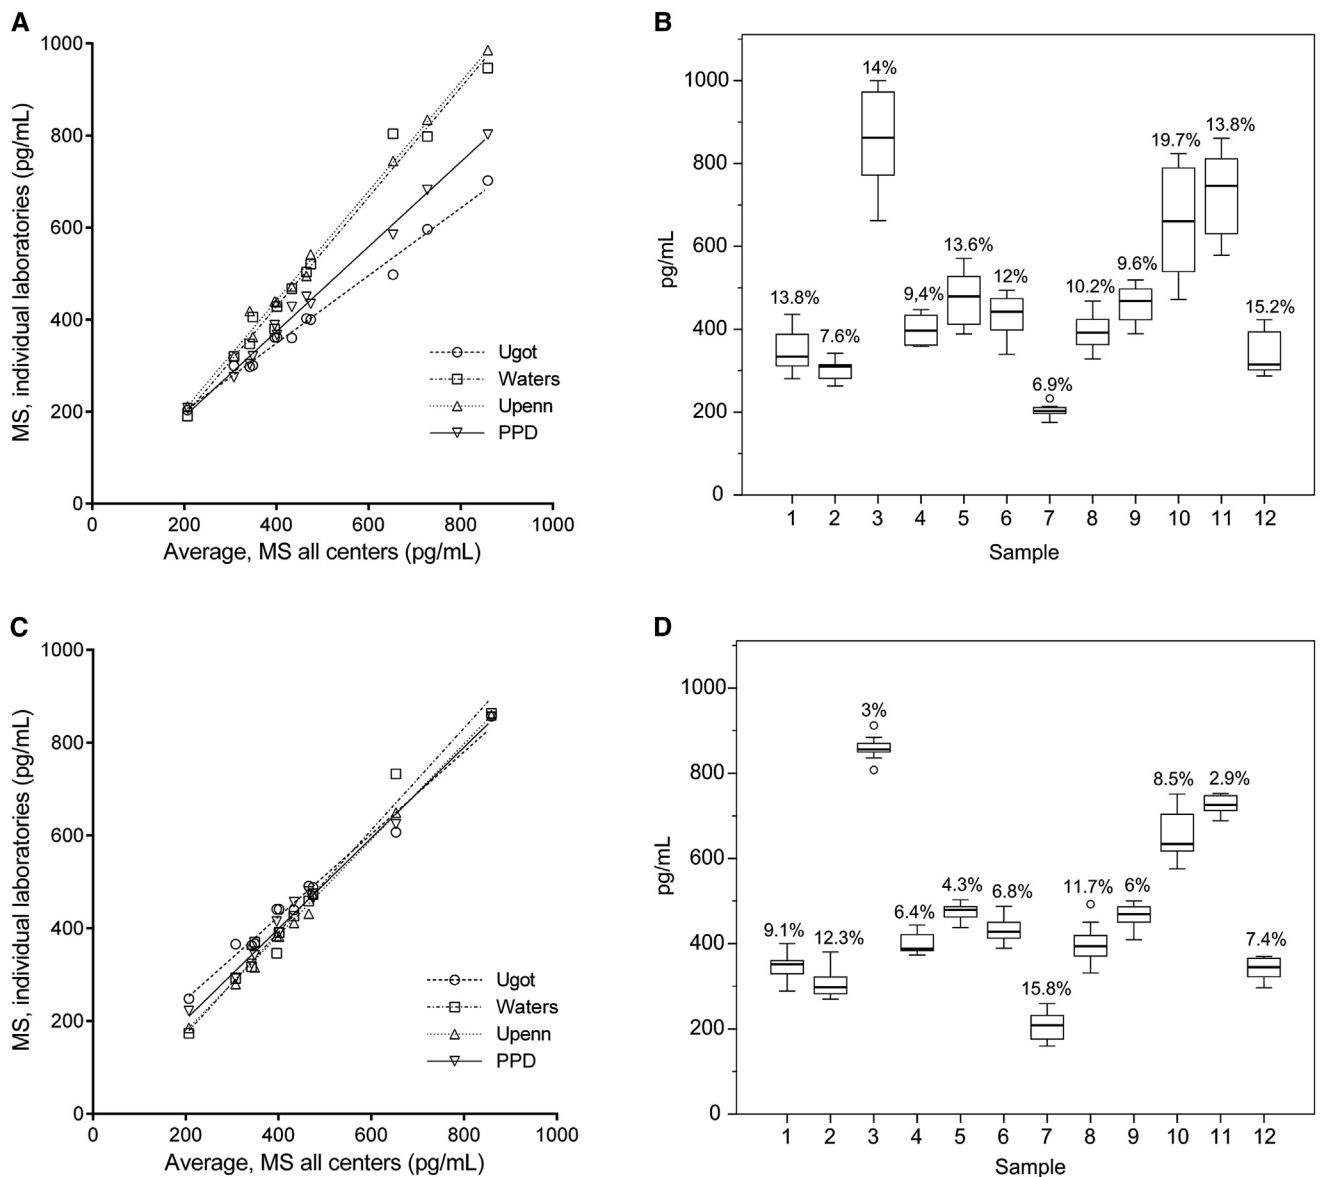 A
1000
800
600
400
200
0
MS, individual laboratories (pg/mL)
Ugot
Waters
Upenn
PPD
0 200 400 600 800 1000
Average, MS all centers (pg/mL)
B
1000
800
600
400
200
0
pg/mL
13.8%
7.6%
14%
9,4%
13.6%
12%
6.9%
10.2%
9.6%
19.7%
13.8%
15.2%
1 2 3 4 5 6 7 8 9 10 11 12
Sample
C
1000
800
600
400
200
0
MS, individual laboratories (pg/mL)
Ugot
Waters
Upenn
PPD
0 200 400 600 800 1000
Average, MS all centers (pg/mL)
D
1000
800
600
400
200
0
pg/mL
9.1%
12.3%
3%
6.4%
4.3%
6.8%
15.8%
11.7%
6%
8.5%
2.9%
7.4%
1 2 3 4 5 6 7 8 9 10 11 12
Sample